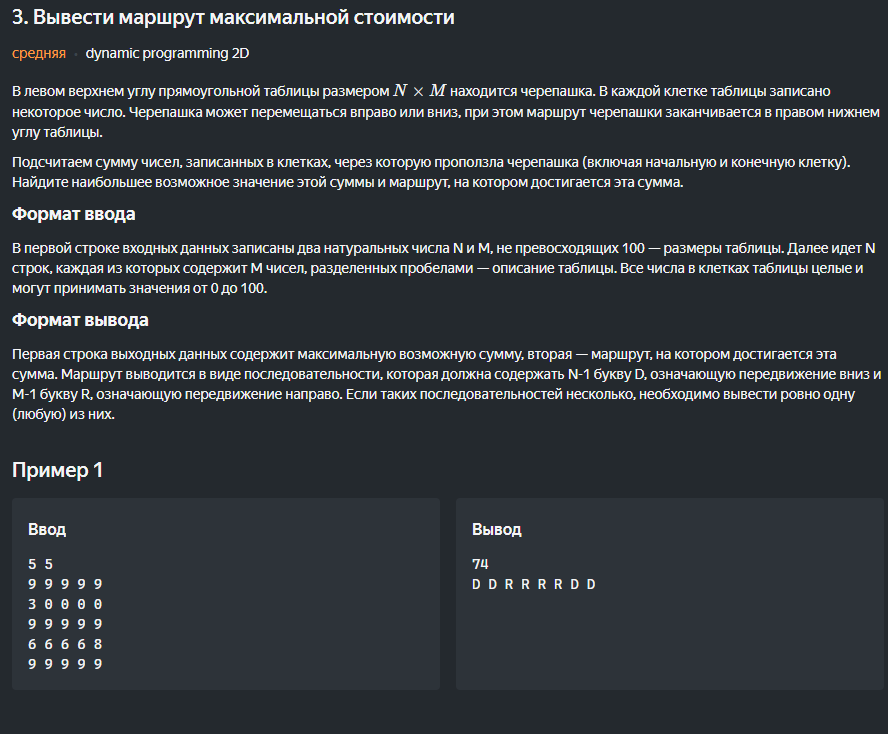 3. Вывести маршрут максимальной стоимости
средняя · dynamic programming 2D
В левом верхнем углу прямоугольной таблицы размером N × M находится черепашка. В каждой клетке таблицы записано
некоторое число. Черепашка может перемещаться вправо или вниз, при этом маршрут черепашки заканчивается в правом нижнем
углу таблицы.
Подсчитаем сумму чисел, записанных в клетках, через которую проползла черепашка (включая начальную и конечную клетку).
Найдите наибольшее возможное значение этой суммы и маршрут, на котором достигается эта сумма.
Формат ввода
В первой строке входных данных записаны два натуральных числа N и M, не превосходящих 100 — размеры таблицы. Далее идет N
строк, каждая из которых содержит M чисел, разделенных пробелами — описание таблицы. Все числа в клетках таблицы целые и
могут принимать значения от 0 до 100.
Формат вывода
Первая строка выходных данных содержит максимальную возможную сумму, вторая — маршрут, на котором достигается эта
сумма. Маршрут выводится в виде последовательности, которая должна содержать N-1 букву D, означающую передвижение вниз и
M-1 букву R, означающую передвижение направо. Если таких последовательностей несколько, необходимо вывести ровно одну
(любую) из них.
Пример 1
Ввод
5 5
9 9 9 9 9
3 0 0 0 0
9 9 9 9 9
6 6 6 6 8
9 9 9 9 9
Вывод
74
D D R R R R D D